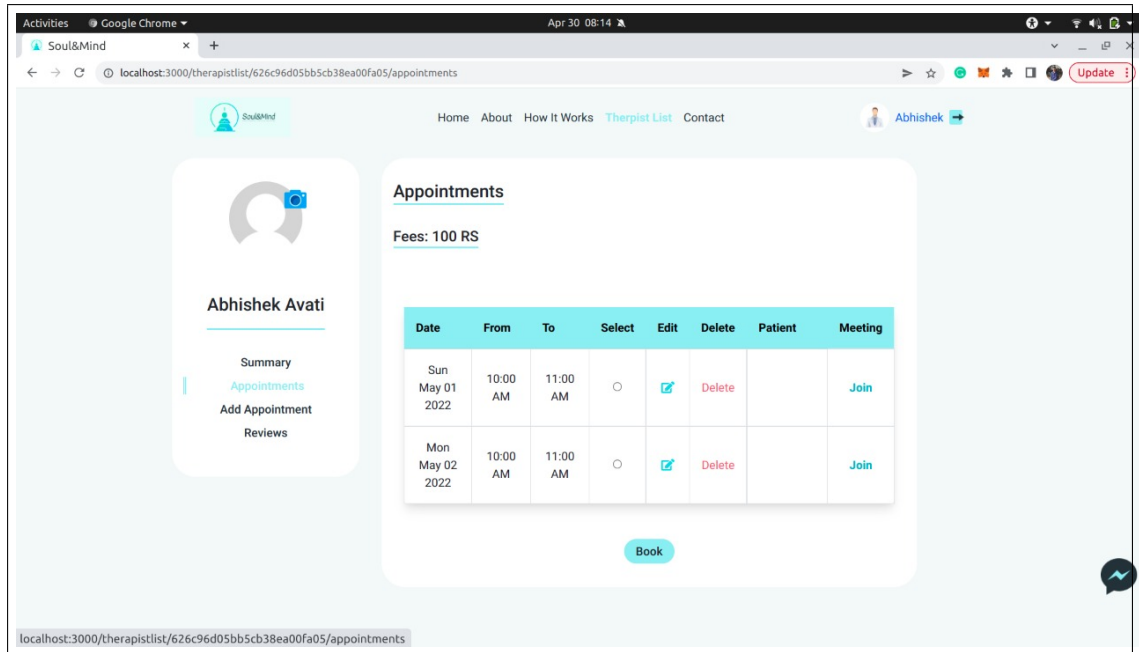 Activities Google Chrome Apr 30 08:14
Soul&Mind
localhost:3000/therapistlist/626c96d05bb5cb38ea00fa05/appointments Update
Soul&Mind Home About How It Works Therpist List Contact Abhishek
Abhishek Avati
Summary
Appointments
Add Appointment
Reviews
Appointments
Fees: 100 RS
Date From To Select Edit Delete Patient Meeting
Sun May 01 2022 10:00 AM 11:00 AM Delete Join
Mon May 02 2022 10:00 AM 11:00 AM Delete Join
Book
localhost:3000/therapistlist/626c96d05bb5cb38ea00fa05/appointments